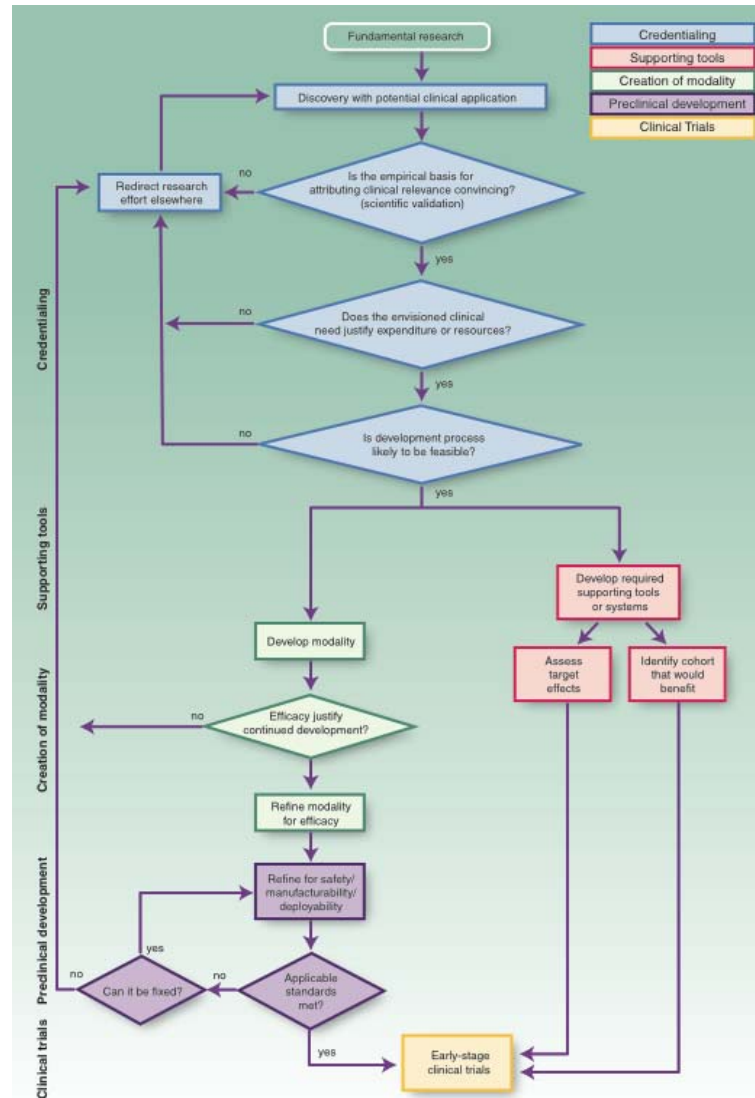 Fundamental research
Credentialing
Supporting tools
Creation of modality
Preclinical development
Clinical Trials
Discovery with potential clinical application
Is the empirical basis for
attributing clinical relevance convincing?
(scientific validation)
no
Redirect research
effort elsewhere
yes
Does the envisioned clinical
need justify expenditure or resources?
no
yes
Is development process
likely to be feasible?
no
yes
Develop required
supporting tools
or systems
Develop modality
Assess
target
effects
Identify cohort
that would
benefit
Efficacy justify
continued development?
no
Refine modality
for efficacy
Refine for safety/
manufacturability/
deployability
yes
Applicable
standards
met?
no
Can it be fixed?
no
yes
Early-stage
clinical trials
Credentialing
Supporting tools
Creation of modality
Preclinical development
Clinical trials